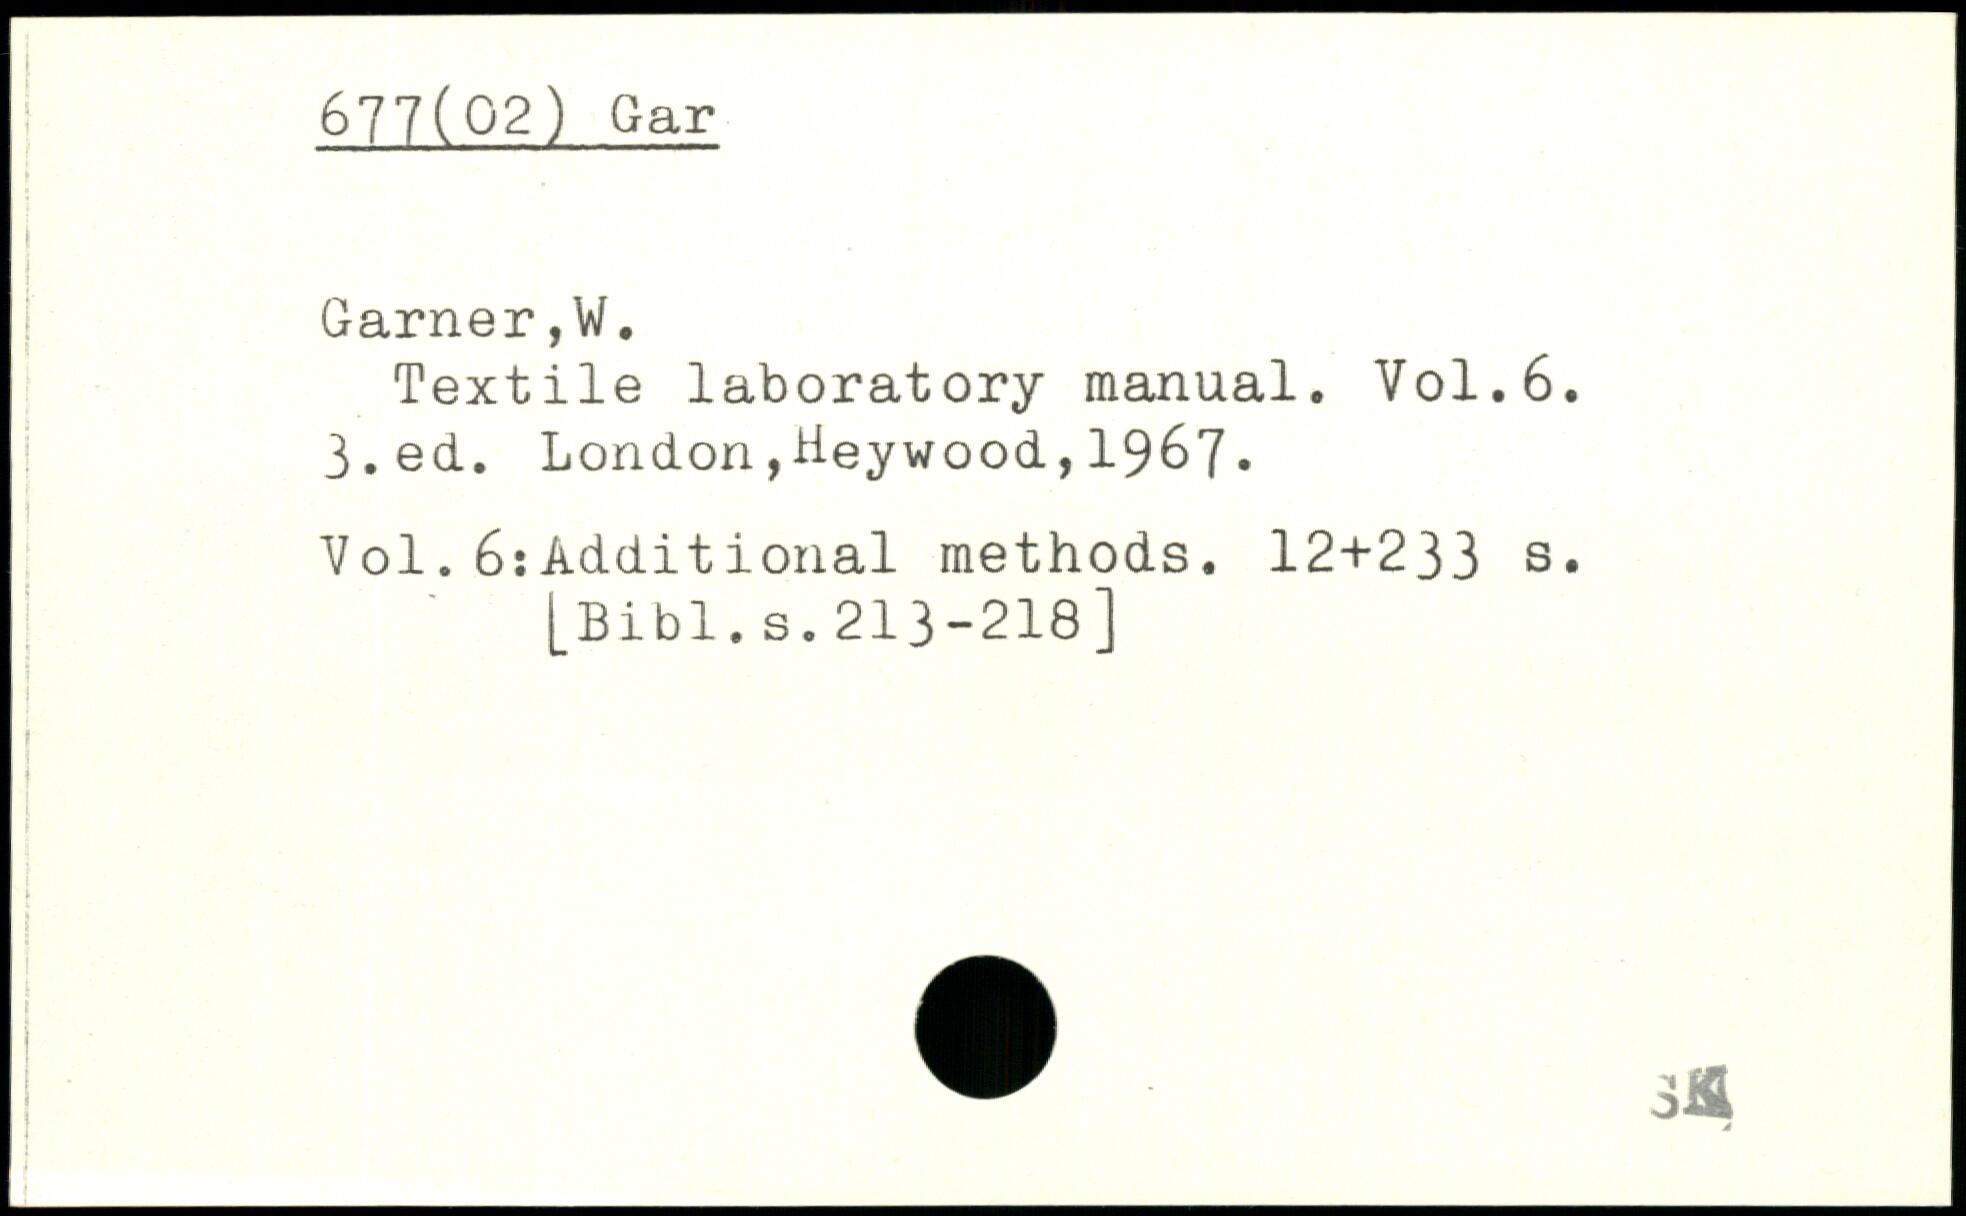 677(02) Gar
Garner,W.
Textile laboratory manual. Vol.6.
3.ed. London,Heywood,1967.
Vol.6:Additional methods. 12+233 s.
[Bibl.s.213-218]
SK